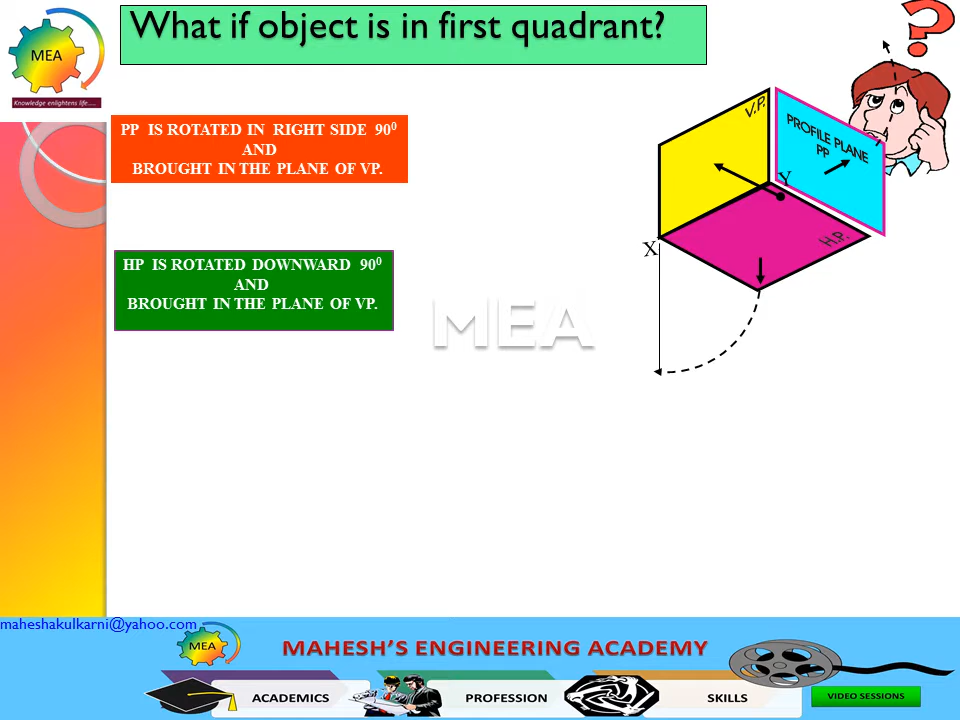 MEA
Knowledge enlightens life.....
What if object is in first quadrant?
?
PP IS ROTATED IN RIGHT SIDE 90⁰
AND
BROUGHT IN THE PLANE OF VP.
HP IS ROTATED DOWNWARD 90⁰
AND
BROUGHT IN THE PLANE OF VP.
V.P.
PROFILE PLANE
PP
Y
X
H.P.
MEA
maheshakulkarni@yahoo.com
MEA
MAHESH'S ENGINEERING ACADEMY
ACADEMICS
PROFESSION
SKILLS
VIDEO SESSIONS